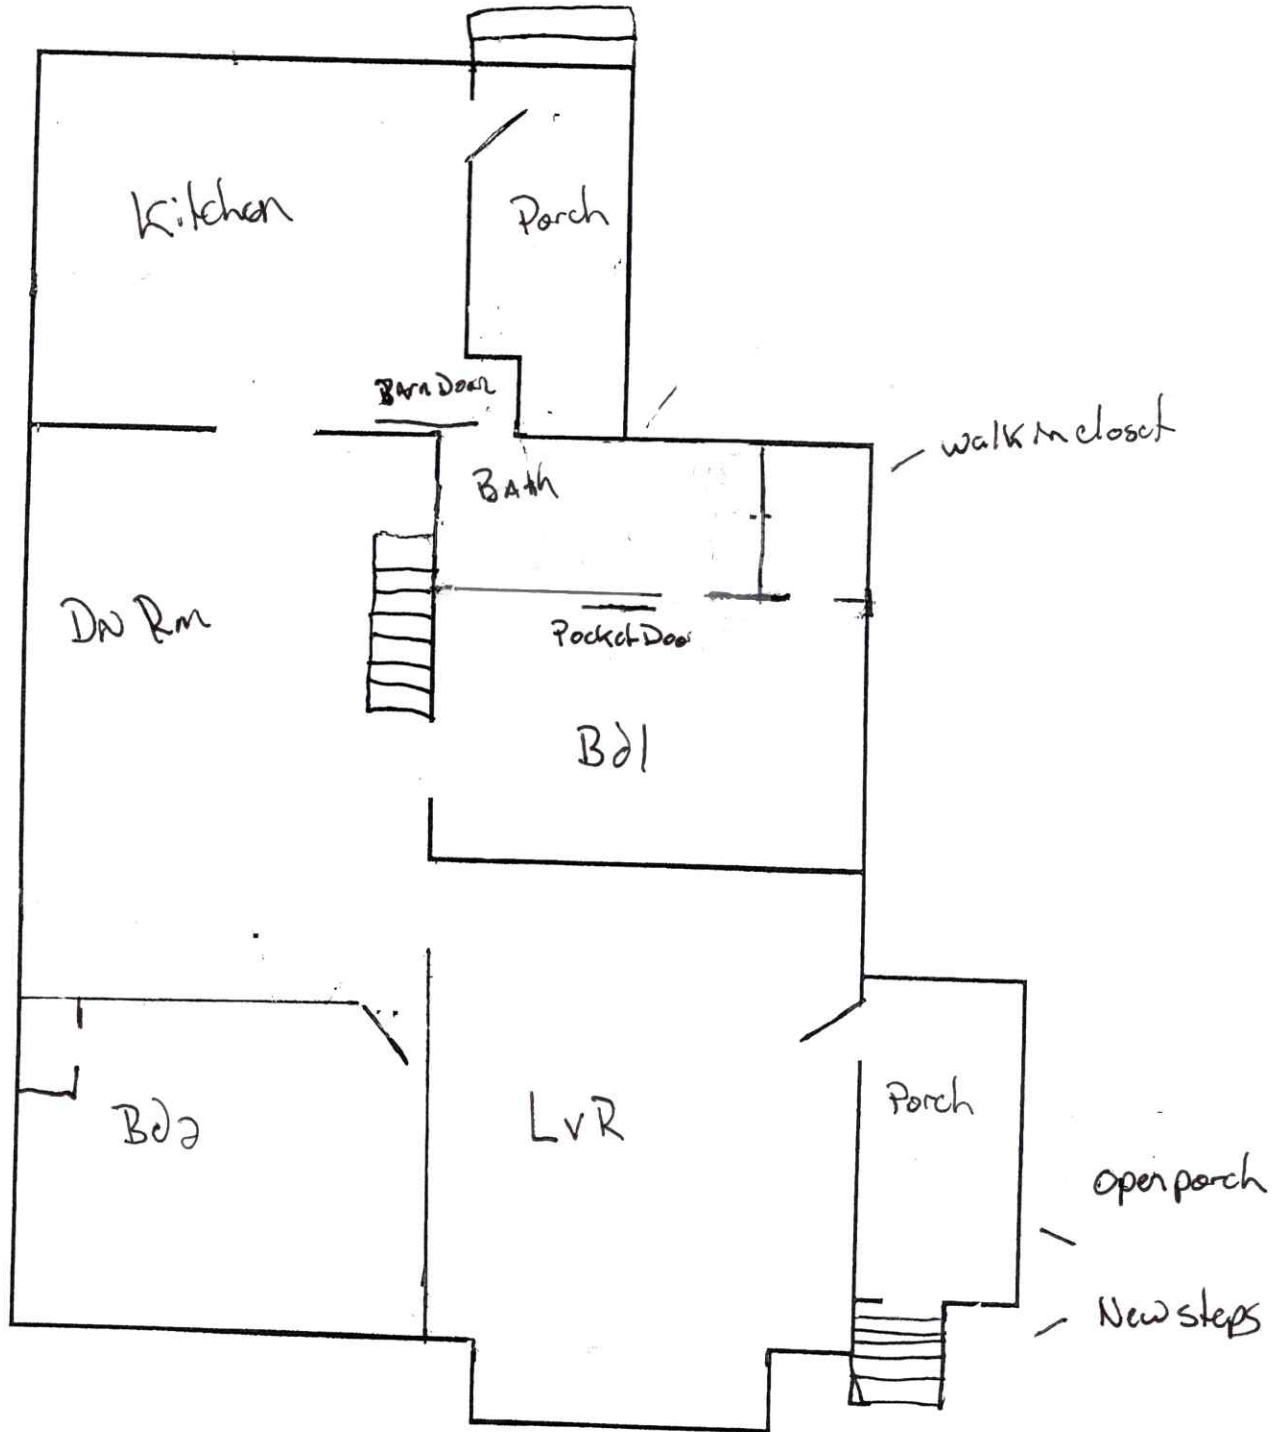 Kitchen
Porch
Barn Door
walk in closet
Bath
Dn Rm
Pocket Door
Bd1
Bd2
LvR
Porch
open porch
New steps